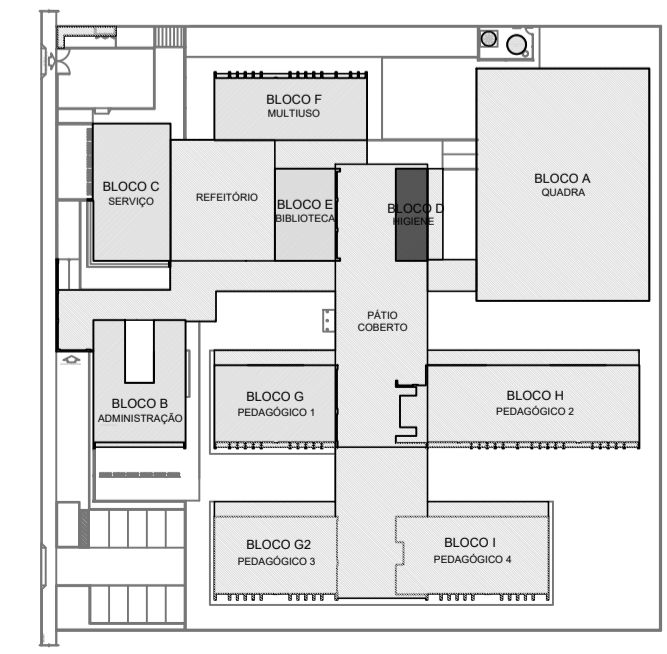 BLOCO F
MULTIUSO
BLOCO A
QUADRA
BLOCO C
SERVIÇO
REFEITÓRIO
BLOCO E
BIBLIOTECA
BLOCO D
HIGIENE
PÁTIO
COBERTO
BLOCO B
ADMINISTRAÇÃO
BLOCO G
PEDAGÓGICO 1
BLOCO H
PEDAGÓGICO 2
BLOCO G2
PEDAGÓGICO 3
BLOCO I
PEDAGÓGICO 4